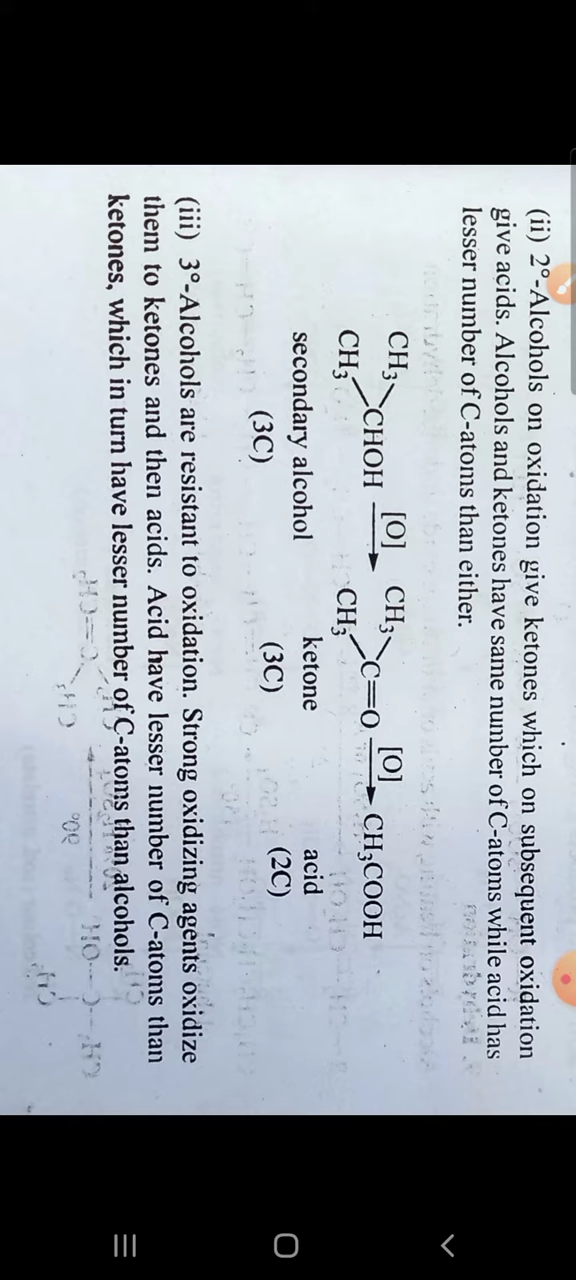 (ii) 2°-Alcohols on oxidation give ketones which on subsequent oxidation
give acids. Alcohols and ketones have same number of C-atoms while acid has
lesser number of C-atoms than either.
CH₃ [O] CH₃ [O]
CHOH C=O CH₃COOH
CH₃ CH₃
secondary alcohol ketone acid
(3C) (3C) (2C)
(iii) 3°-Alcohols are resistant to oxidation. Strong oxidizing agents oxidize
them to ketones and then acids. Acid have lesser number of C-atoms than
ketones, which in turn have lesser number of C-atoms than alcohols.